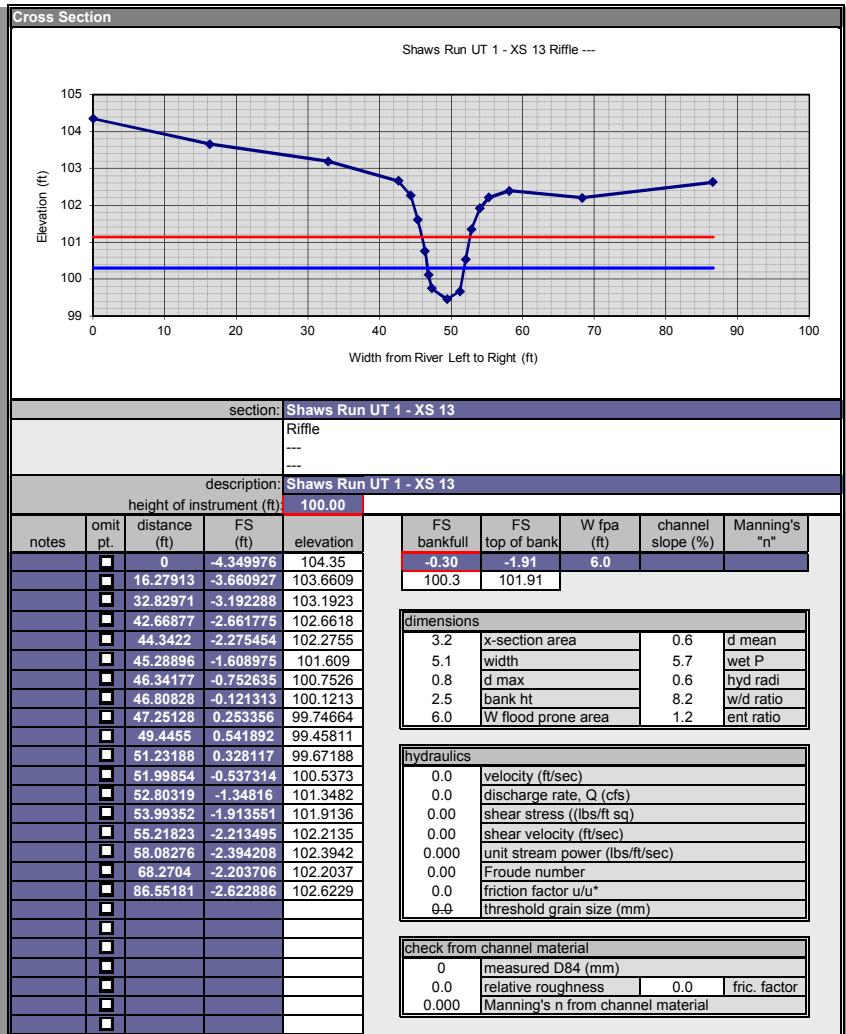 Cross Section
Shaws Run UT 1 - XS 13 Riffle ---
105
104
103
102
101
100
99
Elevation (ft)
0 10 20 30 40 50 60 70 80 90 100
Width from River Left to Right (ft)
section: Shaws Run UT 1 - XS 13
Riffle
---
---
description: Shaws Run UT 1 - XS 13
height of instrument (ft): 100.00
notes omit pt. distance (ft) FS (ft) elevation
0 -4.349976 104.35
16.27913 -3.660927 103.6609
32.82971 -3.192288 103.1923
42.66877 -2.661775 102.6618
44.3422 -2.275454 102.2755
45.28896 -1.608975 101.609
46.34177 -0.752635 100.7526
46.80828 -0.121313 100.1213
47.25128 0.253356 99.74664
49.4455 0.541892 99.45811
51.23188 0.328117 99.67188
51.99854 -0.537314 100.5373
52.80319 -1.34816 101.3482
53.99352 -1.913551 101.9136
55.21823 -2.213495 102.2135
58.08276 -2.394208 102.3942
68.2704 -2.203706 102.2037
86.55181 -2.622886 102.6229
FS bankfull FS top of bank W fpa (ft) channel slope (%) Manning's "n"
-0.30 -1.91 6.0
100.3 101.91
dimensions
3.2 x-section area 0.6 d mean
5.1 width 5.7 wet P
0.8 d max 0.6 hyd radi
2.5 bank ht 8.2 w/d ratio
6.0 W flood prone area 1.2 ent ratio
hydraulics
0.0 velocity (ft/sec)
0.0 discharge rate, Q (cfs)
0.00 shear stress ((lbs/ft sq)
0.00 shear velocity (ft/sec)
0.000 unit stream power (lbs/ft/sec)
0.00 Froude number
0.0 friction factor u/u*
0.0 threshold grain size (mm)
check from channel material
0 measured D84 (mm)
0.0 relative roughness 0.0 fric. factor
0.000 Manning's n from channel material